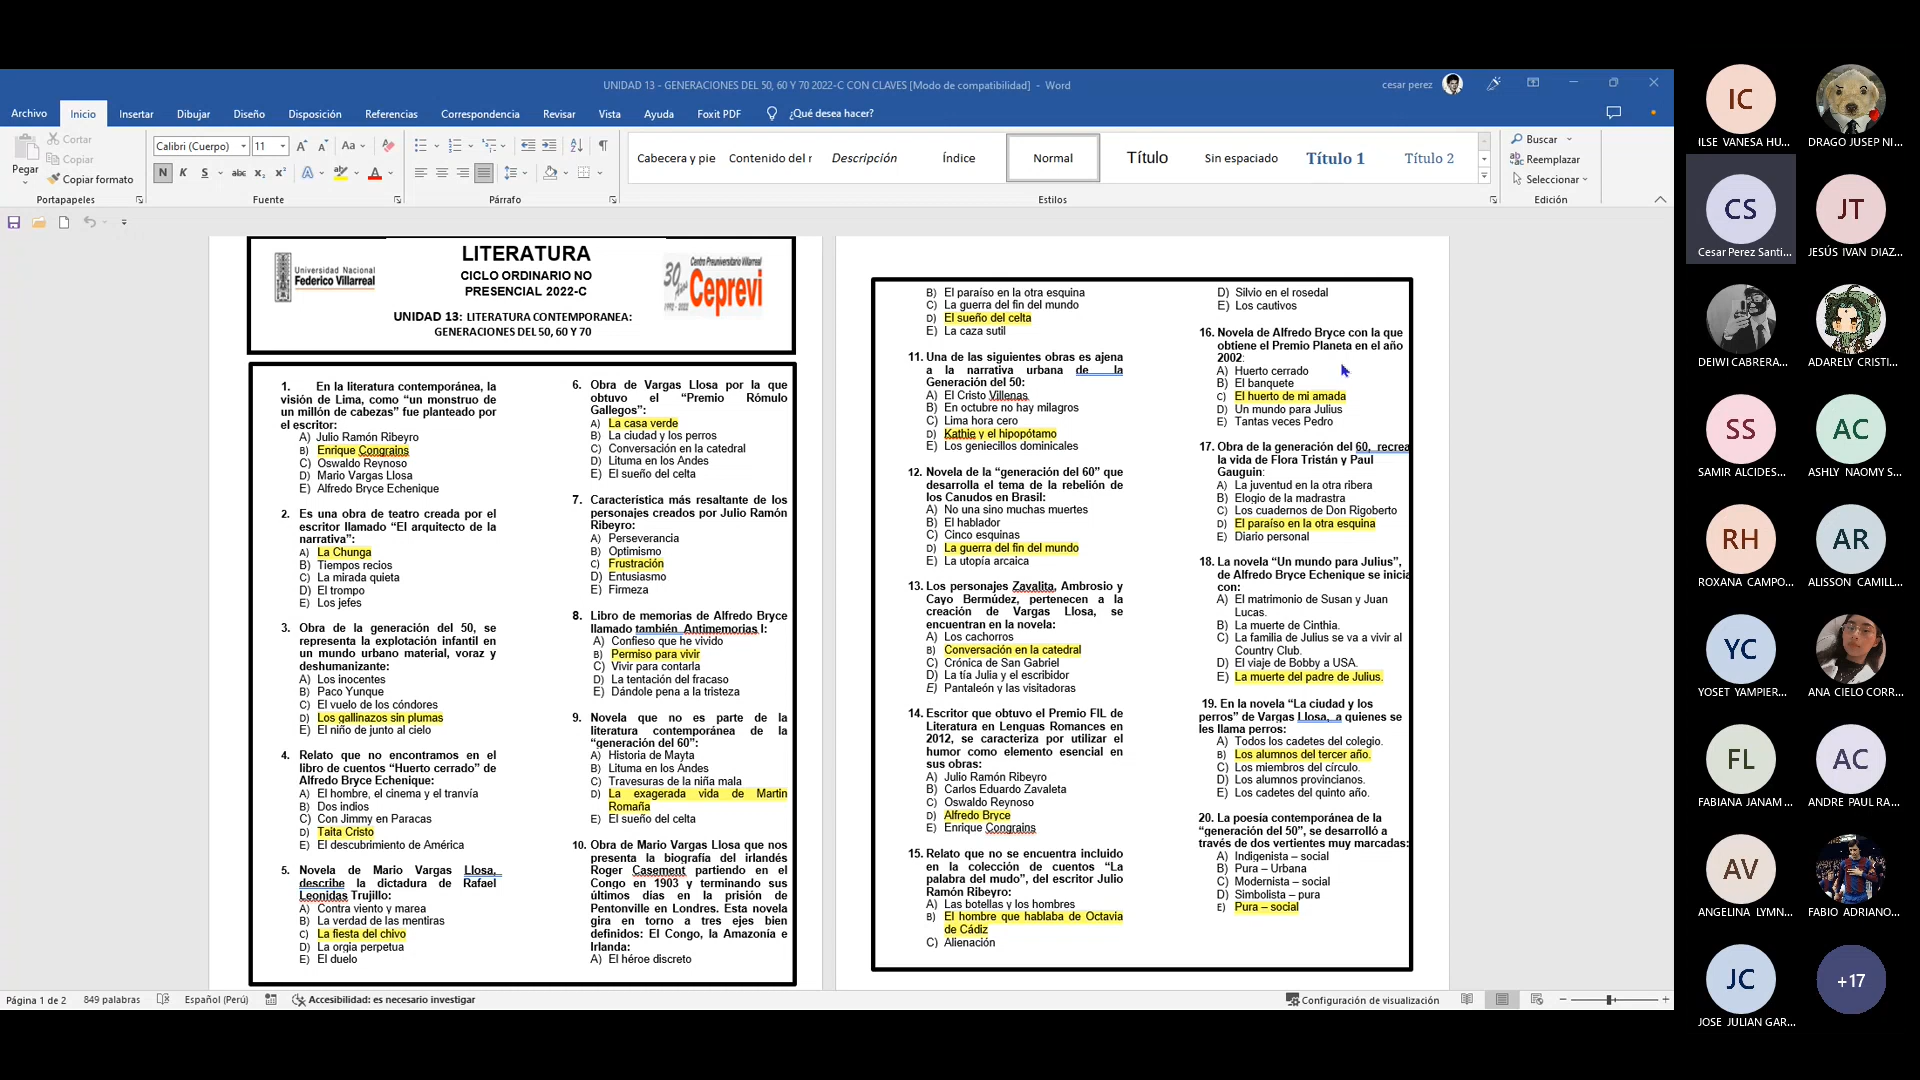 UNIDAD 13 - GENERACIONES DEL 50, 60 Y 70 2022-C CON CLAVES [Modo de compatibilidad] - Word
cesar perez
Archivo
Inicio
Insertar
Dibujar
Diseño
Disposición
Referencias
Correspondencia
Revisar
Vista
Ayuda
Foxit PDF
¿Qué desea hacer?
Pegar
Cortar
Copiar
Copiar formato
Portapapeles
Calibri (Cuerpo)
11
Fuente
Párrafo
Cabecera y pie
Contenido del r
Descripción
Índice
Normal
Título
Sin espaciado
Título 1
Título 2
Estilos
Buscar
Reemplazar
Seleccionar
Edición
Universidad Nacional
Federico Villarreal
LITERATURA
CICLO ORDINARIO NO
PRESENCIAL 2022-C
UNIDAD 13: LITERATURA CONTEMPORANEA:
GENERACIONES DEL 50, 60 Y 70
Centro Preuniversitario Villarreal
30 Años
Ceprevi
1. En la literatura contemporánea, la
visión de Lima, como “un monstruo de
un millón de cabezas” fue planteado por
el escritor:
A) Julio Ramón Ribeyro
B) Enrique Congrains
C) Oswaldo Reynoso
D) Mario Vargas Llosa
E) Alfredo Bryce Echenique
2. Es una obra de teatro creada por el
escritor llamado “El arquitecto de la
narrativa”:
A) La Chunga
B) Tiempos recios
C) La mirada quieta
D) El trompo
E) Los jefes
3. Obra de la generación del 50, se
representa la explotación infantil en
un mundo urbano material, voraz y
deshumanizante:
A) Los inocentes
B) Paco Yunque
C) El vuelo de los cóndores
D) Los gallinazos sin plumas
E) El niño de junto al cielo
4. Relato que no encontramos en el
libro de cuentos “Huerto cerrado” de
Alfredo Bryce Echenique:
A) El hombre, el cinema y el tranvía
B) Dos indios
C) Con Jimmy en Paracas
D) Taita Cristo
E) El descubrimiento de América
5. Novela de Mario Vargas Llosa,
describe la dictadura de Rafael
Leonidas Trujillo:
A) Contra viento y marea
B) La verdad de las mentiras
C) La fiesta del chivo
D) La orgia perpetua
E) El duelo
6. Obra de Vargas Llosa por la que
obtuvo el “Premio Rómulo
Gallegos”:
A) La casa verde
B) La ciudad y los perros
C) Conversación en la catedral
D) Lituma en los Andes
E) El sueño del celta
7. Característica más resaltante de los
personajes creados por Julio Ramón
Ribeyro:
A) Perseverancia
B) Optimismo
C) Frustración
D) Entusiasmo
E) Firmeza
8. Libro de memorias de Alfredo Bryce
llamado también Antimemorias I:
A) Confieso que he vivido
B) Permiso para vivir
C) Vivir para contarla
D) La tentación del fracaso
E) Dándole pena a la tristeza
9. Novela que no es parte de la
literatura contemporánea de la
“generación del 60”:
A) Historia de Mayta
B) Lituma en los Andes
C) Travesuras de la niña mala
D) La exagerada vida de Martin
Romaña
E) El sueño del celta
10. Obra de Mario Vargas Llosa que nos
presenta la biografía del irlandés
Roger Casement partiendo en el
Congo en 1903 y terminando sus
últimos días en la prisión de
Pentonville en Londres. Esta novela
gira en torno a tres ejes bien
definidos: El Congo, la Amazonía e
Irlanda:
A) El héroe discreto
B) El paraíso en la otra esquina
C) La guerra del fin del mundo
D) El sueño del celta
E) La caza sutil
11. Una de las siguientes obras es ajena
a la narrativa urbana de la
Generación del 50:
A) El Cristo Villenas
B) En octubre no hay milagros
C) Lima hora cero
D) Kathie y el hipopótamo
E) Los geniecillos dominicales
12. Novela de la “generación del 60” que
desarrolla el tema de la rebelión de
los Canudos en Brasil:
A) No una sino muchas muertes
B) El hablador
C) Cinco esquinas
D) La guerra del fin del mundo
E) La utopía arcaica
13. Los personajes Zavalita, Ambrosio y
Cayo Bermúdez, pertenecen a la
creación de Vargas Llosa, se
encuentran en la novela:
A) Los cachorros
B) Conversación en la catedral
C) Crónica de San Gabriel
D) La tía Julia y el escribidor
E) Pantaleón y las visitadoras
14. Escritor que obtuvo el Premio FIL de
Literatura en Lenguas Romances en
2012, se caracteriza por utilizar el
humor como elemento esencial en
sus obras:
A) Julio Ramón Ribeyro
B) Carlos Eduardo Zavaleta
C) Oswaldo Reynoso
D) Alfredo Bryce
E) Enrique Congrains
15. Relato que no se encuentra incluido
en la colección de cuentos “La
palabra del mudo”, del escritor Julio
Ramón Ribeyro:
A) Las botellas y los hombres
B) El hombre que hablaba de Octavia
de Cádiz
C) Alienación
D) Silvio en el rosedal
E) Los cautivos
16. Novela de Alfredo Bryce con la que
obtiene el Premio Planeta en el año
2002:
A) Huerto cerrado
B) El banquete
C) El huerto de mi amada
D) Un mundo para Julius
E) Tantas veces Pedro
17. Obra de la generación del 60, recrea
la vida de Flora Tristán y Paul
Gauguin:
A) La juventud en la otra ribera
B) Elogio de la madrastra
C) Los cuadernos de Don Rigoberto
D) El paraíso en la otra esquina
E) Diario personal
18. La novela “Un mundo para Julius”,
de Alfredo Bryce Echenique se inicia
con:
A) El matrimonio de Susan y Juan
Lucas.
B) La muerte de Cinthia.
C) La familia de Julius se va a vivir al
Country Club.
D) El viaje de Bobby a USA.
E) La muerte del padre de Julius.
19. En la novela “La ciudad y los
perros” de Vargas Llosa, a quienes se
les llama perros:
A) Todos los cadetes del colegio.
B) Los alumnos del tercer año.
C) Los miembros del círculo.
D) Los alumnos provincianos.
E) Los cadetes del quinto año.
20. La poesía contemporánea de la
“generación del 50”, se desarrolló a
través de dos vertientes muy marcadas:
A) Indigenista – social
B) Pura – Urbana
C) Modernista – social
D) Simbolista – pura
E) Pura – social
Página 1 de 2
849 palabras
Español (Perú)
Accesibilidad: es necesario investigar
Configuración de visualización
IC
ILSE VANESA HU...
DRAGO JUSEP NI...
CS
Cesar Perez Santi...
JT
JESÚS IVAN DIAZ...
DEIWI CABRERA...
ADARELY CRISTI...
SS
SAMIR ALCIDES...
AC
ASHLY NAOMY S...
RH
ROXANA CAMPO...
AR
ALISSON CAMILL...
YC
YOSET YAMPIER...
ANA CIELO CORR...
FL
FABIANA JANAM...
AC
ANDRE PAUL RA...
AV
ANGELINA LYMN...
FABIO ADRIANO...
JC
JOSE JULIAN GAR...
+17